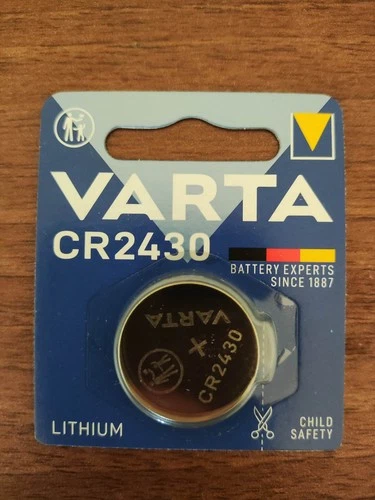 VARTA
CR2430
BATTERY EXPERTS
SINCE 1887
VARTA
+
CR2430
LITHIUM
CHILD
SAFETY